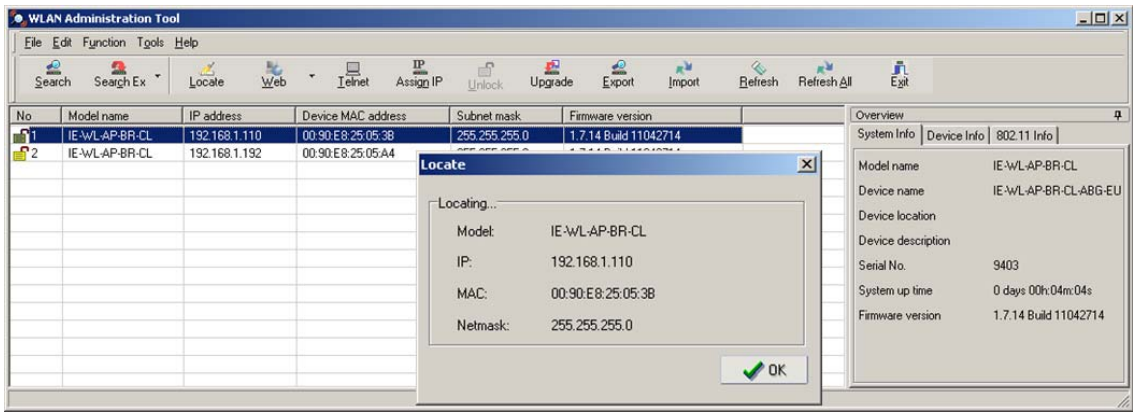 WLAN Administration Tool
File Edit Function Tools Help
Search Search Ex Locate Web Telnet Assign IP Unlock Upgrade Export Import Refresh Refresh All Exit
No Model name IP address Device MAC address Subnet mask Firmware version
1 IE-WL-AP-BR-CL 192.168.1.110 00:90:E8:25:05:3B 255.255.255.0 1.7.14 Build 11042714
2 IE-WL-AP-BR-CL 192.168.1.192 00:90:E8:25:05:A4
Locate
Locating...
Model: IE-WL-AP-BR-CL
IP: 192.168.1.110
MAC: 00:90:E8:25:05:3B
Netmask: 255.255.255.0
OK
Overview
System Info Device Info 802.11 Info
Model name IE-WL-AP-BR-CL
Device name IE-WL-AP-BR-CL-ABG-EU
Device location
Device description
Serial No. 9403
System up time 0 days 00h:04m:04s
Firmware version 1.7.14 Build 11042714